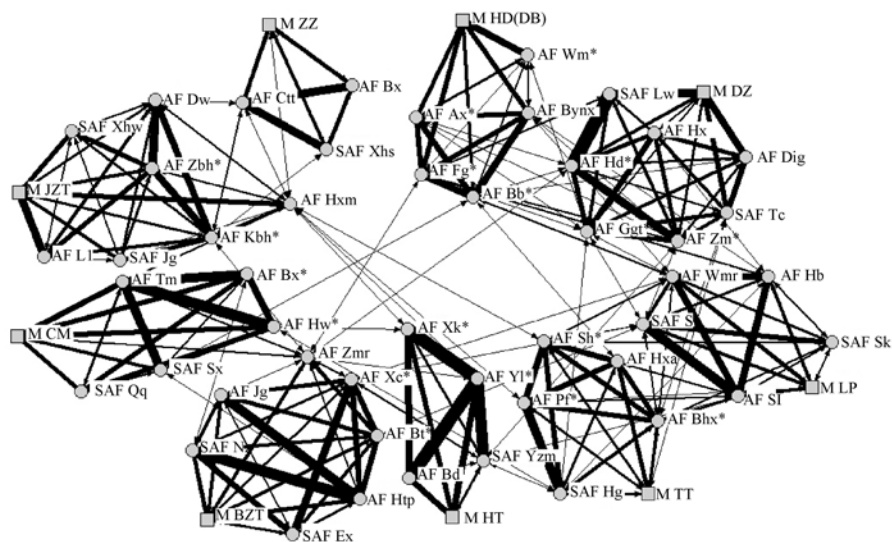 M ZZ
M HD(DB)
AF Wm*
AF Dw
AF Ctt
AF Bx
SAF Lw
M DZ
AF Ax*
AF Bynx
SAF Xhw
AF Hx
SAF Xhs
AF Zbh*
AF Fg*
AF Hd*
AF Dig
M JZT
AF Hxm
AF Bb*
SAF Tc
AF Kbh*
AF Ggt*
AF Zm*
AF L1
SAF Jg
AF Tm
AF Bx*
AF Wmr
AF Hb
M CM
AF Hw*
AF Xk*
SAF S
AF Sh*
SAF Sk
AF Zmr
AF Hxa
SAF Sx
AF Xc*
AF Yl*
M LP
SAF Qq
AF Jg
AF Pf*
AF SI
AF Bt*
AF Bhx*
SAF N
SAF Yzm
AF Bd
AF Htp
SAF Hg
M TT
M BZT
M HT
SAF Ex